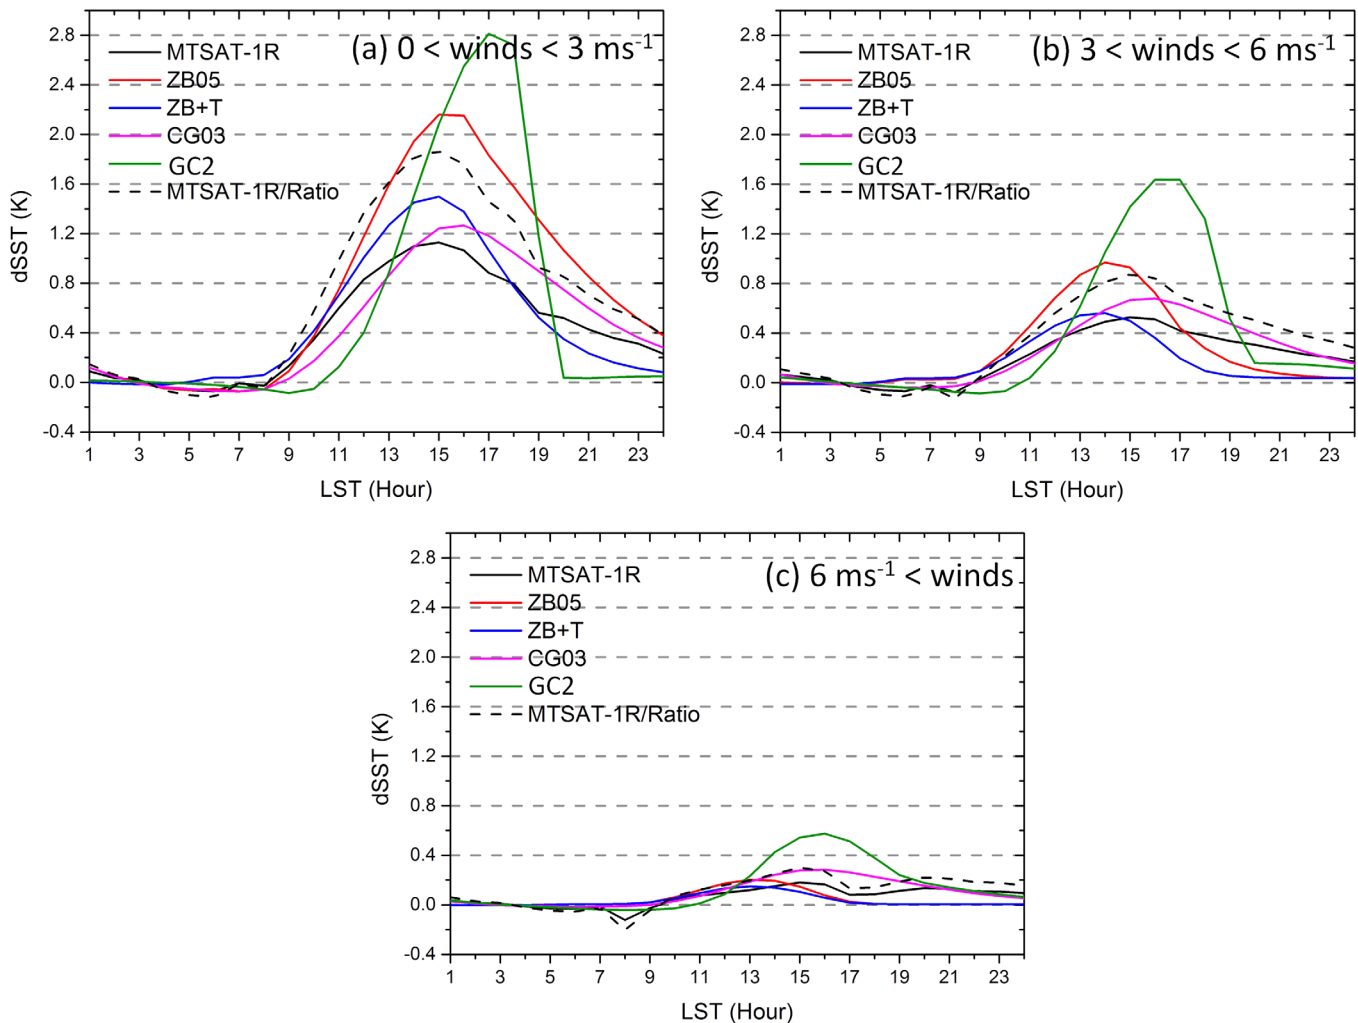 (a) 0 < winds < 3 ms-1
2.8
2.4
2.0
1.6
1.2
0.8
0.4
0.0
-0.4
dSST (K)
MTSAT-1R
ZB05
ZB+T
CG03
GC2
MTSAT-1R/Ratio
1 3 5 7 9 11 13 15 17 19 21 23
LST (Hour)
(b) 3 < winds < 6 ms-1
2.8
2.4
2.0
1.6
1.2
0.8
0.4
0.0
-0.4
dSST (K)
MTSAT-1R
ZB05
ZB+T
CG03
GC2
MTSAT-1R/Ratio
1 3 5 7 9 11 13 15 17 19 21 23
LST (Hour)
(c) 6 ms-1 < winds
2.8
2.4
2.0
1.6
1.2
0.8
0.4
0.0
-0.4
dSST (K)
MTSAT-1R
ZB05
ZB+T
CG03
GC2
MTSAT-1R/Ratio
1 3 5 7 9 11 13 15 17 19 21 23
LST (Hour)